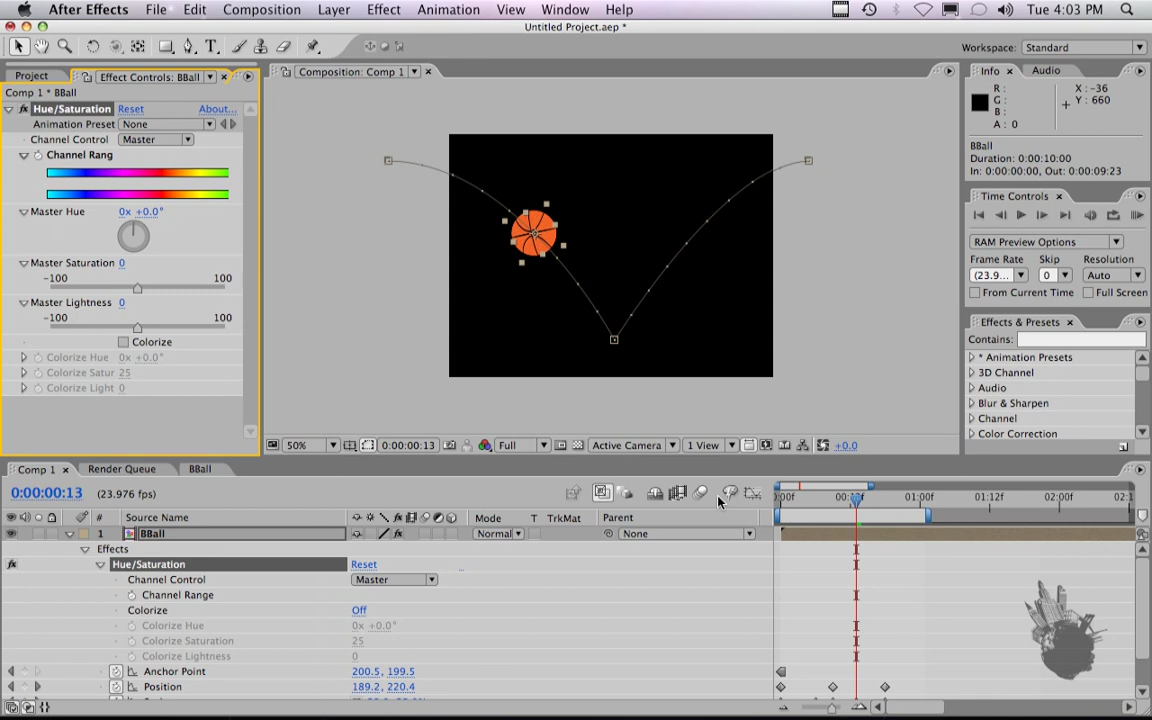 After Effects File Edit Composition Layer Effect Animation View Window Help Tue 4:03 PM
Untitled Project.aep *
Workspace: Standard
Project Effect Controls: BBall Composition: Comp 1 Info Audio
Comp 1 * BBall
Hue/Saturation Reset About...
Animation Preset None
Channel Control Master
Channel Rang
Master Hue 0x +0.0°
Master Saturation 0
-100 100
Master Lightness 0
-100 100
Colorize
Colorize Hue 0x +0.0°
Colorize Satur 25
Colorize Light 0
R :
G :
B :
A : 0
X : -36
Y : 660
BBall
Duration: 0:00:10:00
In: 0:00:00:00, Out: 0:00:09:23
Time Controls
RAM Preview Options
Frame Rate Skip Resolution
(23.9... 0 Auto
From Current Time Full Screen
Effects & Presets
Contains:
* Animation Presets
3D Channel
Audio
Blur & Sharpen
Channel
Color Correction
50% 0:00:00:13 Full Active Camera 1 View +0.0
Comp 1 Render Queue BBall
0:00:00:13 (23.976 fps)
01:00f 01:12f 02:00f
# Source Name Mode T TrkMat Parent
1 BBall Normal None
Effects
Hue/Saturation Reset
Channel Control Master
Channel Range
Colorize Off
Colorize Hue 0x +0.0°
Colorize Saturation 25
Colorize Lightness 0
Anchor Point 200.5, 199.5
Position 189.2, 220.4